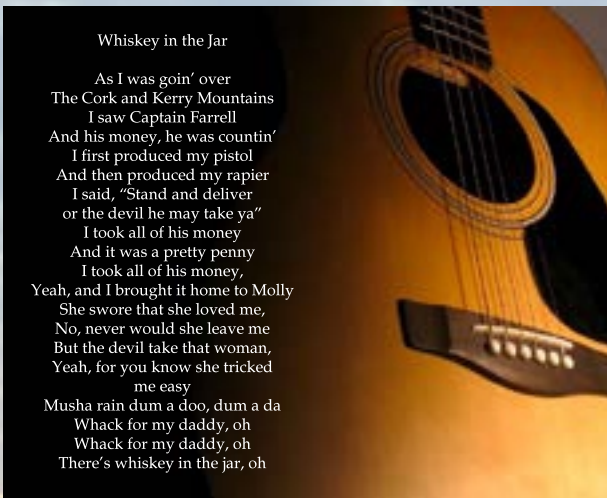 Whiskey in the Jar
As I was goin’ over
The Cork and Kerry Mountains
I saw Captain Farrell
And his money, he was countin’
I first produced my pistol
And then produced my rapier
I said, “Stand and deliver
or the devil he may take ya”
I took all of his money
And it was a pretty penny
I took all of his money,
Yeah, and I brought it home to Molly
She swore that she loved me,
No, never would she leave me
But the devil take that woman,
Yeah, for you know she tricked
me easy
Musha rain dum a doo, dum a da
Whack for my daddy, oh
Whack for my daddy, oh
There’s whiskey in the jar, oh